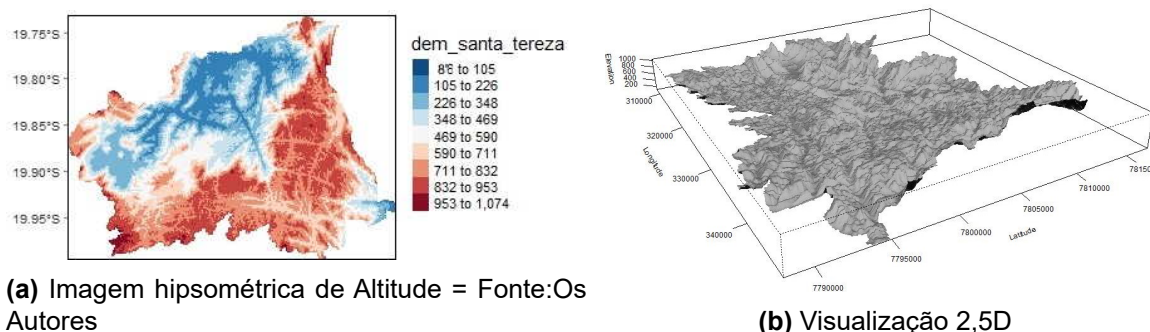 19.75°S
19.80°S
19.85°S
19.90°S
19.95°S
dem_santa_tereza
to 105
105 to 226
226 to 348
348 to 469
469 to 590
590 to 711
711 to 832
832 to 953
953 to 1,074
(a) Imagem hipsométrica de Altitude = Fonte:Os
Autores
Elevation
1000
800
600
400
200
310000
320000
330000
340000
Longitude
7790000
7795000
7800000
7805000
7810000
7815000
Latitude
(b) Visualização 2,5D